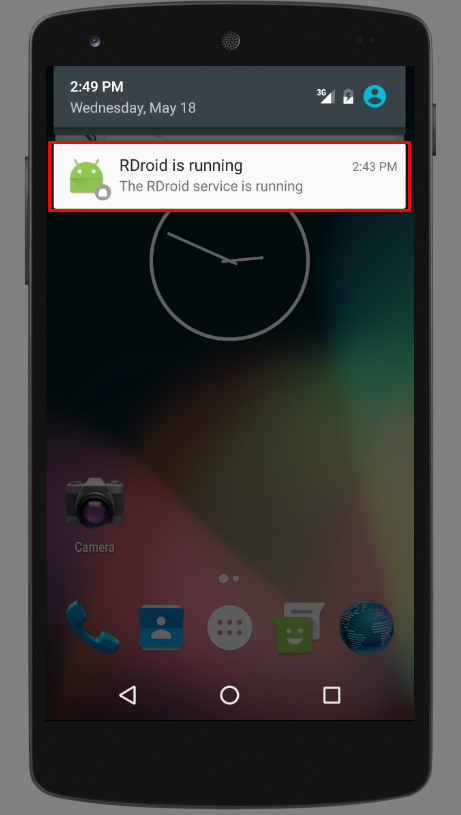 2:49 PM
Wednesday, May 18
3G
RDroid is running
2:43 PM
The RDroid service is running
Camera